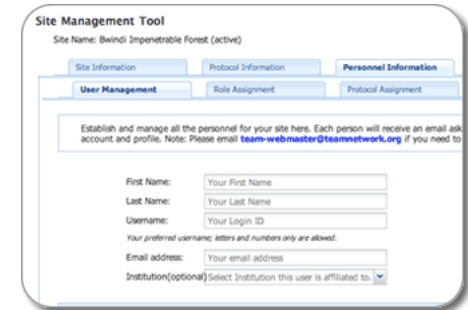 Site Management Tool
Site Name: Bwindi Impenetrable Forest (active)
Site Information Protocol Information Personnel Information
User Management Role Assignment Protocol Assignment
Establish and manage all the personnel for your site here. Each person will receive an email ask
account and profile. Note: Please email team-webmaster@teamnetwork.org if you need to
First Name: Your First Name
Last Name: Your Last Name
Username: Your Login ID
Your preferred username; letters and numbers only are allowed.
Email address: Your email address
Institution(optional) Select Institution this user is affiliated to.